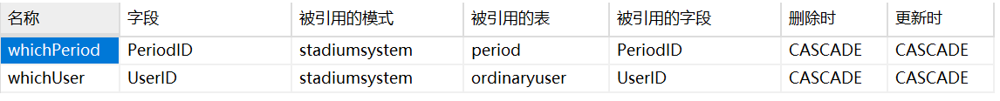 名称 字段 被引用的模式 被引用的表 被引用的字段 删除时 更新时
whichPeriod PeriodID stadiumsystem period PeriodID CASCADE CASCADE
whichUser UserID stadiumsystem ordinaryuser UserID CASCADE CASCADE